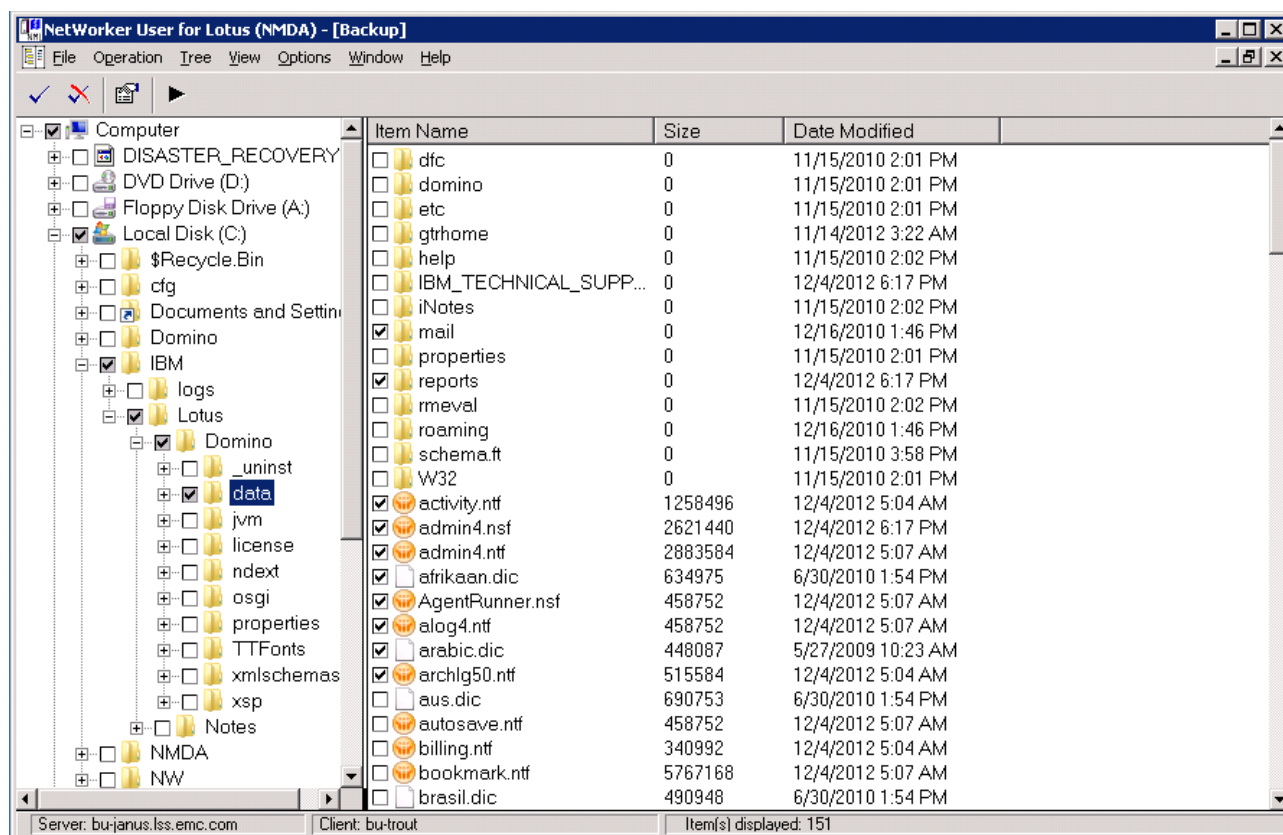 NetWorker User for Lotus (NMDA) - [Backup]
File Operation Tree View Options Window Help
Computer
DISASTER_RECOVERY
DVD Drive (D:)
Floppy Disk Drive (A:)
Local Disk (C:)
$Recycle.Bin
cfg
Documents and Settin
Domino
IBM
logs
Lotus
Domino
_uninst
data
jvm
license
ndext
osgi
properties
TTFonts
xmlschemas
xsp
Notes
NMDA
NW
Item Name Size Date Modified
dfc 0 11/15/2010 2:01 PM
domino 0 11/15/2010 2:01 PM
etc 0 11/15/2010 2:01 PM
gtrhome 0 11/14/2012 3:22 AM
help 0 11/15/2010 2:02 PM
IBM_TECHNICAL_SUPP... 0 12/4/2012 6:17 PM
iNotes 0 11/15/2010 2:02 PM
mail 0 12/16/2010 1:46 PM
properties 0 11/15/2010 2:01 PM
reports 0 12/4/2012 6:17 PM
rmeval 0 11/15/2010 2:02 PM
roaming 0 12/16/2010 1:46 PM
schema.ft 0 11/15/2010 3:58 PM
W32 0 11/15/2010 2:01 PM
activity.ntf 1258496 12/4/2012 5:04 AM
admin4.nsf 2621440 12/4/2012 6:17 PM
admin4.ntf 2883584 12/4/2012 5:07 AM
afrikaan.dic 634975 6/30/2010 1:54 PM
AgentRunner.nsf 458752 12/4/2012 5:07 AM
alog4.ntf 458752 12/4/2012 5:07 AM
arabic.dic 448087 5/27/2009 10:23 AM
archlg50.ntf 515584 12/4/2012 5:04 AM
aus.dic 690753 6/30/2010 1:54 PM
autosave.ntf 458752 12/4/2012 5:07 AM
billing.ntf 340992 12/4/2012 5:04 AM
bookmark.ntf 5767168 12/4/2012 5:07 AM
brasil.dic 490948 6/30/2010 1:54 PM
Server: bu-janus.lss.emc.com Client: bu-trout Item(s) displayed: 151